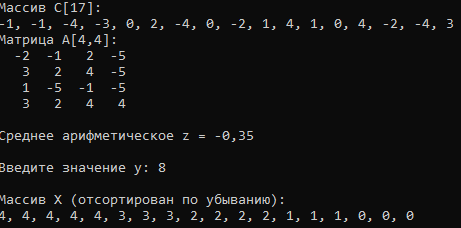 Массив C[17]:
-1, -1, -4, -3, 0, 2, -4, 0, -2, 1, 4, 1, 0, 4, -2, -4, 3
Матрица A[4,4]:
-2 -1 2 -5
3 2 4 -5
1 -5 -1 -5
3 2 4 4
Среднее арифметическое z = -0,35
Введите значение y: 8
Массив X (отсортирован по убыванию):
4, 4, 4, 4, 4, 3, 3, 3, 2, 2, 2, 2, 1, 1, 1, 0, 0, 0